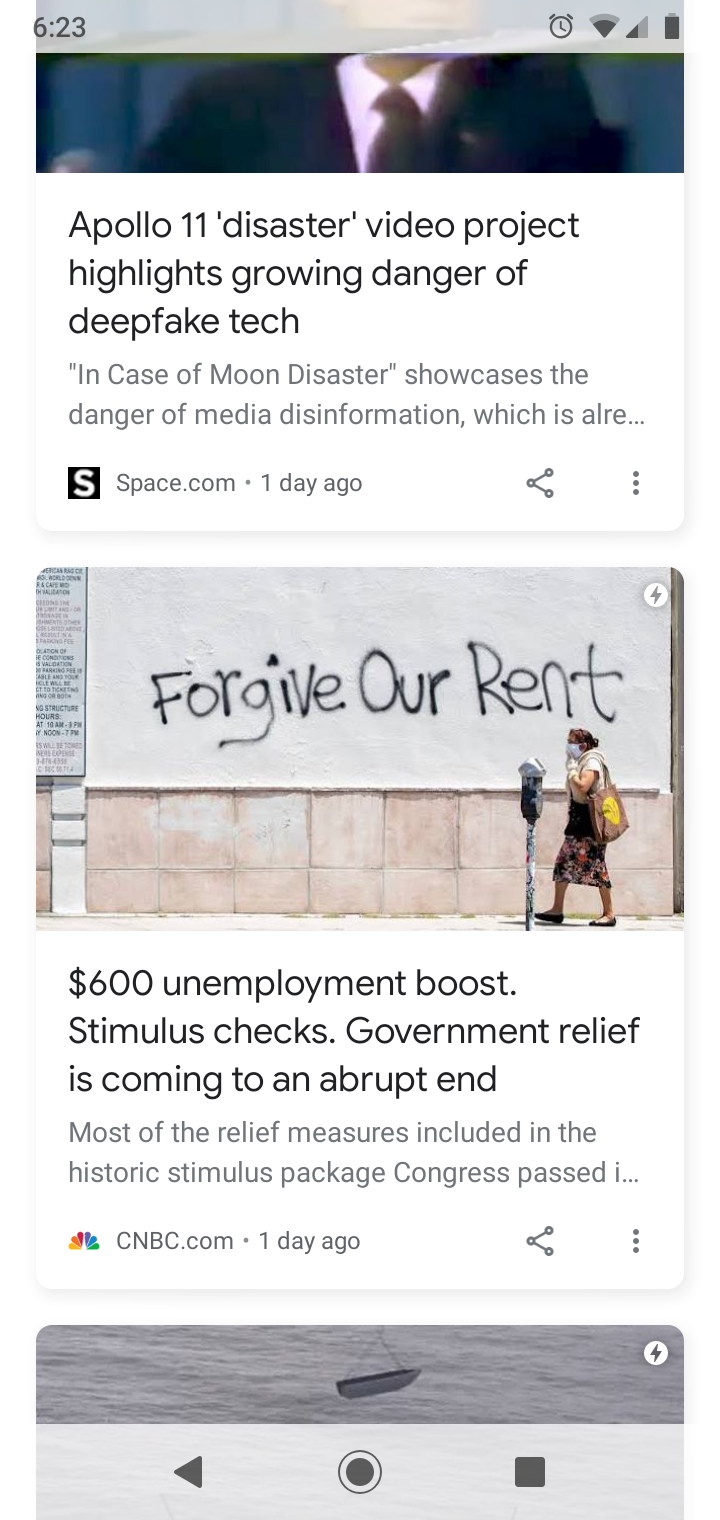 6:23
Apollo 11 'disaster' video project
highlights growing danger of
deepfake tech
"In Case of Moon Disaster" showcases the
danger of media disinformation, which is alre...
S Space.com • 1 day ago
Forgive Our Rent
HOURS:
$600 unemployment boost.
Stimulus checks. Government relief
is coming to an abrupt end
Most of the relief measures included in the
historic stimulus package Congress passed i...
CNBC.com • 1 day ago